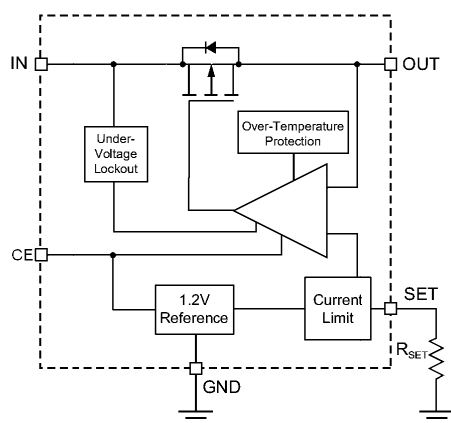 IN
OUT
Over-Temperature
Protection
Under-
Voltage
Lockout
CE
1.2V
Reference
Current
Limit
SET
RSET
GND